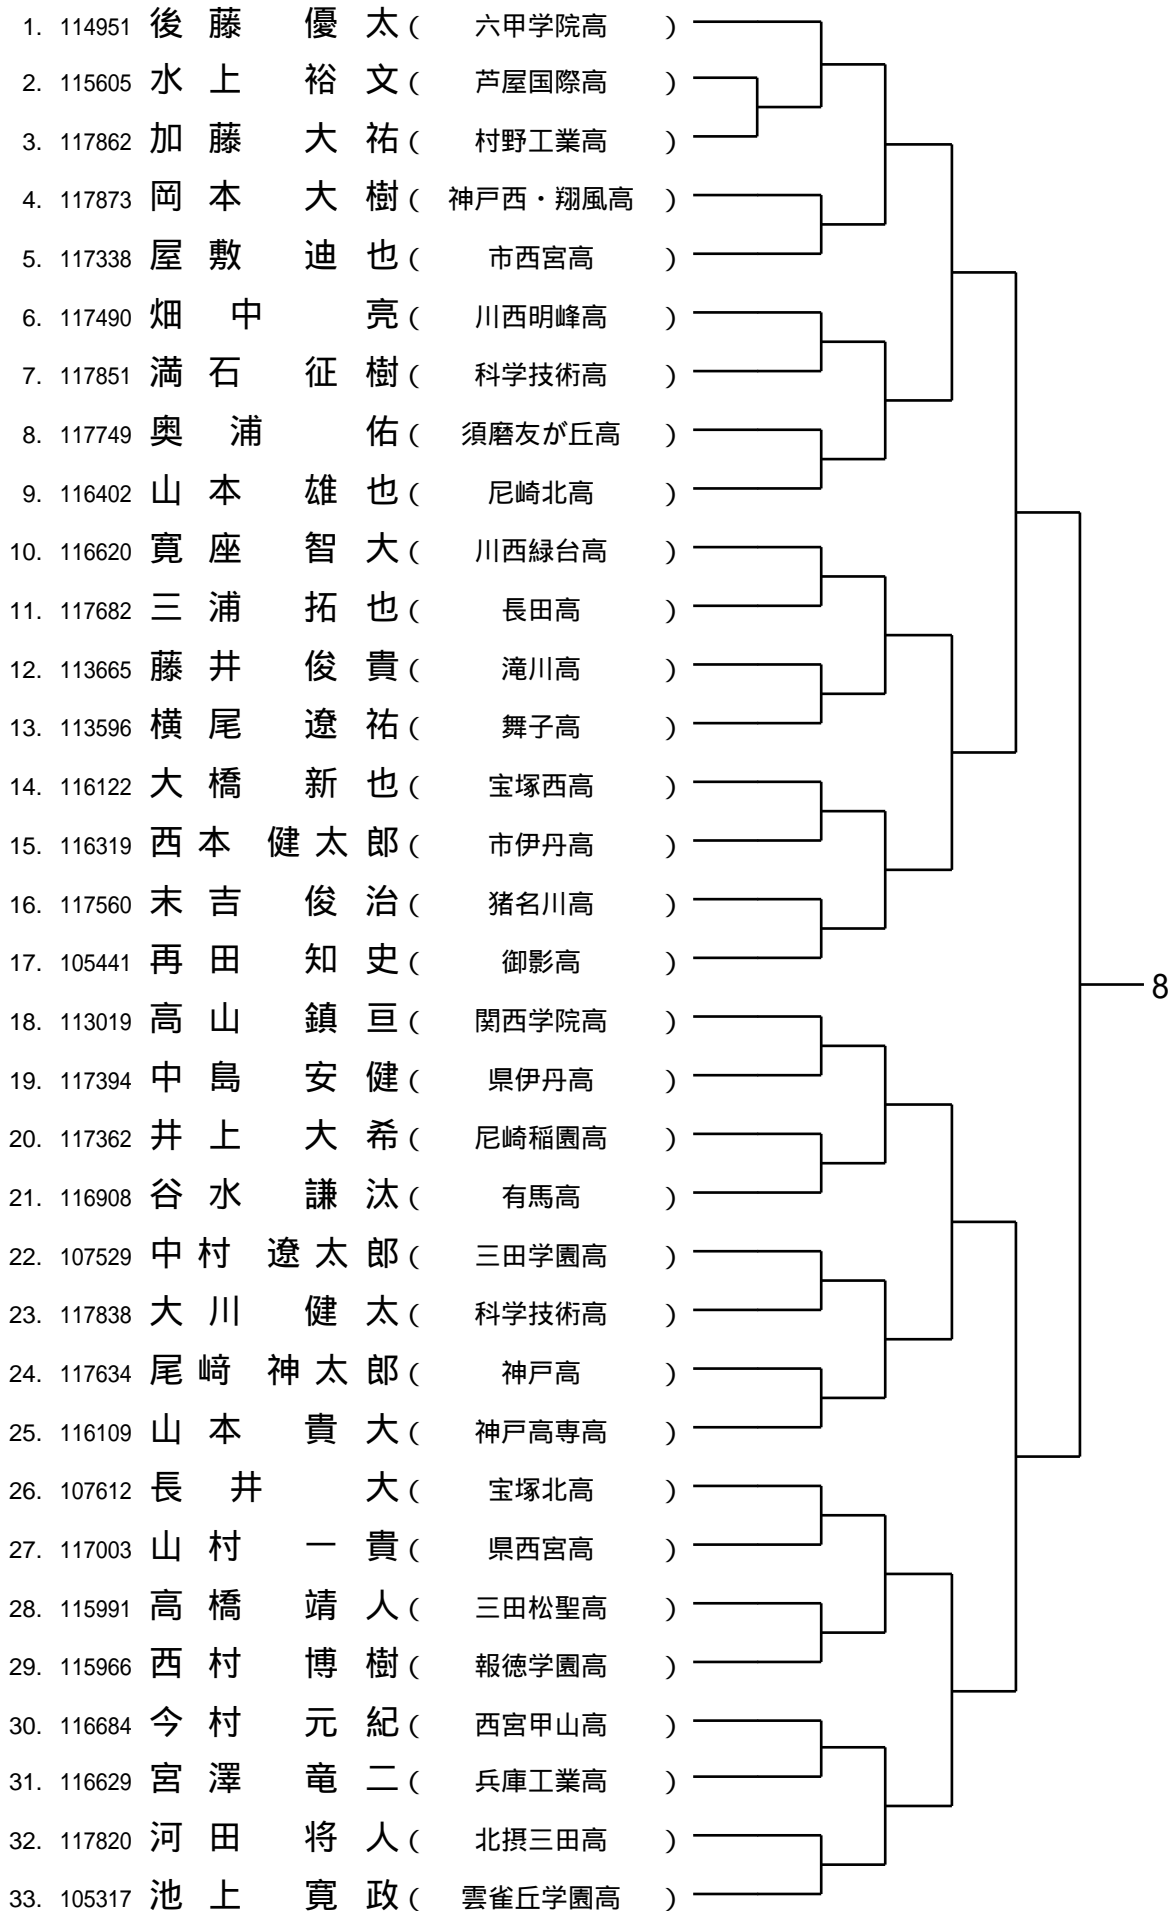 1. 114951 後藤 優太 ( 六甲学院高 )
2. 115605 水上 裕文 ( 芦屋国際高 )
3. 117862 加藤 大祐 ( 村野工業高 )
4. 117873 岡本 大樹 ( 神戸西・翔風高 )
5. 117338 屋敷 迪也 ( 市西宮高 )
6. 117490 畑中 亮 ( 川西明峰高 )
7. 117851 満石 征樹 ( 科学技術高 )
8. 117749 奥浦 佑 ( 須磨友が丘高 )
9. 116402 山本 雄也 ( 尼崎北高 )
10. 116620 寛座 智大 ( 川西緑台高 )
11. 117682 三浦 拓也 ( 長田高 )
12. 113665 藤井 俊貴 ( 滝川高 )
13. 113596 横尾 遼祐 ( 舞子高 )
14. 116122 大橋 新也 ( 宝塚西高 )
15. 116319 西本 健太郎 ( 市伊丹高 )
16. 117560 末吉 俊治 ( 猪名川高 )
17. 105441 再田 知史 ( 御影高 )
18. 113019 高山 鎮亘 ( 関西学院高 )
8
19. 117394 中島 安健 ( 県伊丹高 )
20. 117362 井上 大希 ( 尼崎稲園高 )
21. 116908 谷水 謙汰 ( 有馬高 )
22. 107529 中村 遼太郎 ( 三田学園高 )
23. 117838 大川 健太 ( 科学技術高 )
24. 117634 尾﨑 神太郎 ( 神戸高 )
25. 116109 山本 貴大 ( 神戸高専高 )
26. 107612 長井 大 ( 宝塚北高 )
27. 117003 山村 一貴 ( 県西宮高 )
28. 115991 高橋 靖人 ( 三田松聖高 )
29. 115966 西村 博樹 ( 報徳学園高 )
30. 116684 今村 元紀 ( 西宮甲山高 )
31. 116629 宮澤 竜二 ( 兵庫工業高 )
32. 117820 河田 将人 ( 北摂三田高 )
33. 105317 池上 寛政 ( 雲雀丘学園高 )